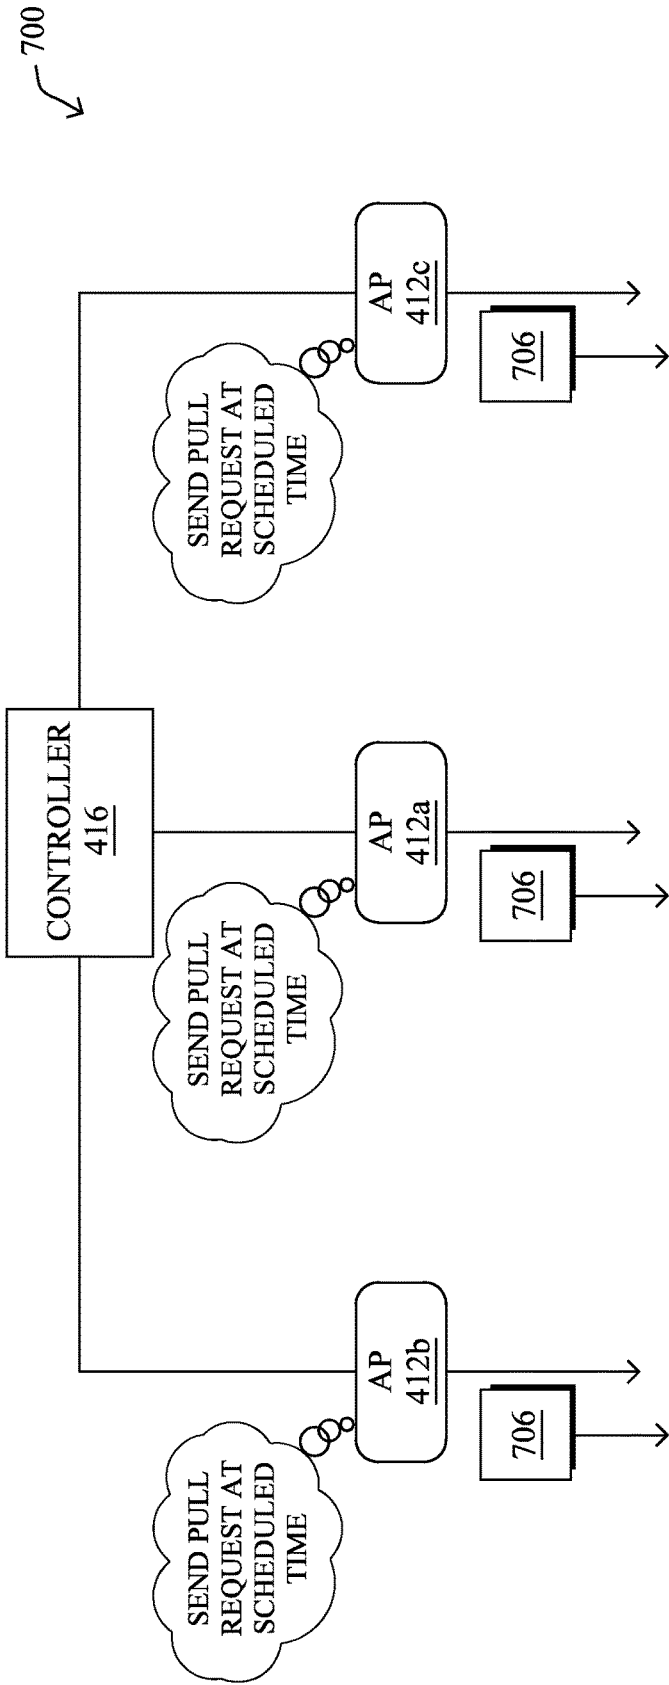 700
CONTROLLER
416
SEND PULL
REQUEST AT
SCHEDULED
TIME
SEND PULL
REQUEST AT
SCHEDULED
TIME
SEND PULL
REQUEST AT
SCHEDULED
TIME
AP
412b
AP
412a
AP
412c
706
706
706